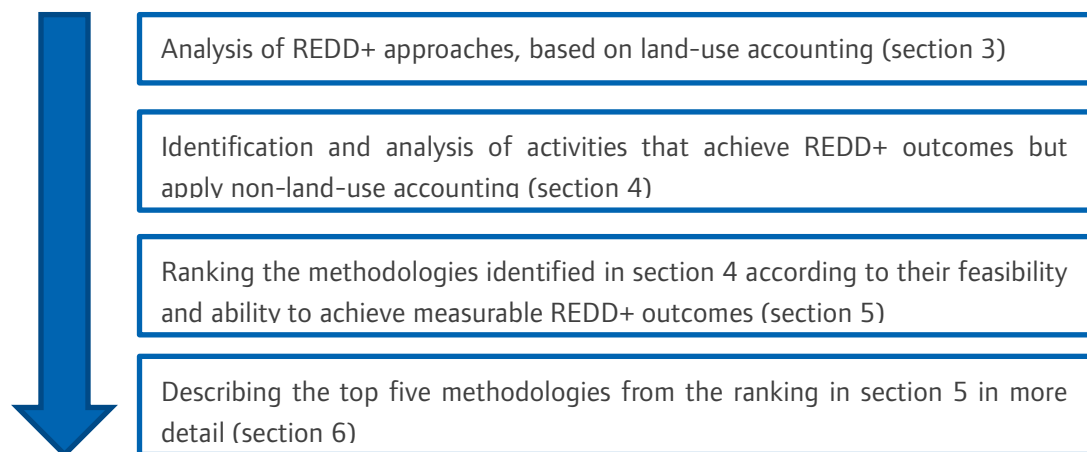 Analysis of REDD+ approaches, based on land-use accounting (section 3)
Identification and analysis of activities that achieve REDD+ outcomes but
apply non-land-use accounting (section 4)
Ranking the methodologies identified in section 4 according to their feasibility
and ability to achieve measurable REDD+ outcomes (section 5)
Describing the top five methodologies from the ranking in section 5 in more
detail (section 6)